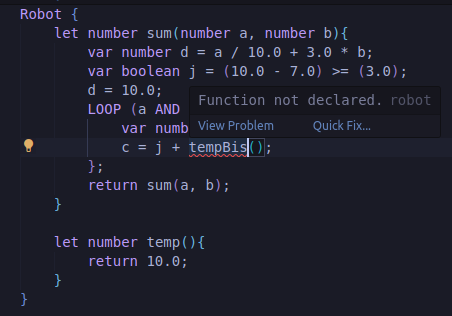 Robot {
let number sum(number a, number b){
var number d = a / 10.0 + 3.0 * b;
var boolean j = (10.0 - 7.0) >= (3.0);
d = 10.0;
LOOP (a AND
Function not declared. robot
var numb
View Problem Quick Fix...
c = j + tempBis();
};
return sum(a, b);
}
let number temp(){
return 10.0;
}
}